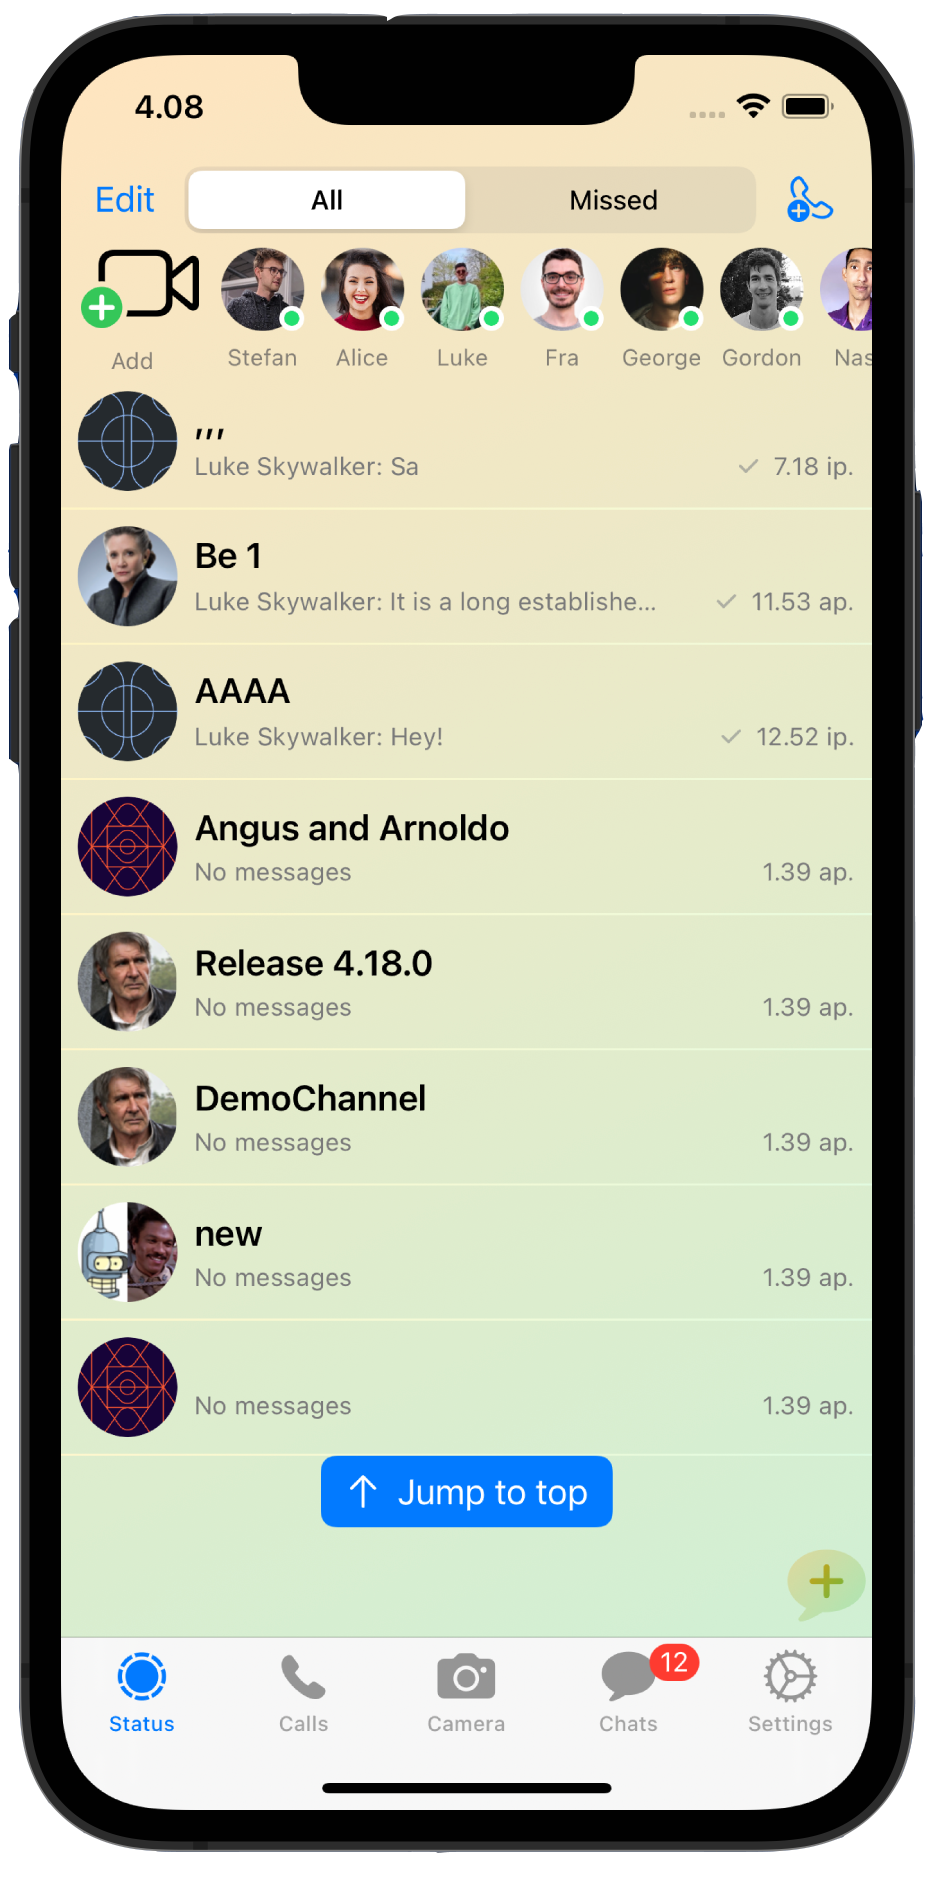 4.08
Edit
All
Missed
Add
Stefan
Alice
Luke
Fra
George
Gordon
Nas
,,,
Luke Skywalker: Sa
7.18 ip.
Be 1
Luke Skywalker: It is a long establishe...
11.53 ap.
AAAA
Luke Skywalker: Hey!
12.52 ip.
Angus and Arnoldo
No messages
1.39 ap.
Release 4.18.0
No messages
1.39 ap.
DemoChannel
No messages
1.39 ap.
new
No messages
1.39 ap.
No messages
1.39 ap.
Jump to top
12
Status
Calls
Camera
Chats
Settings